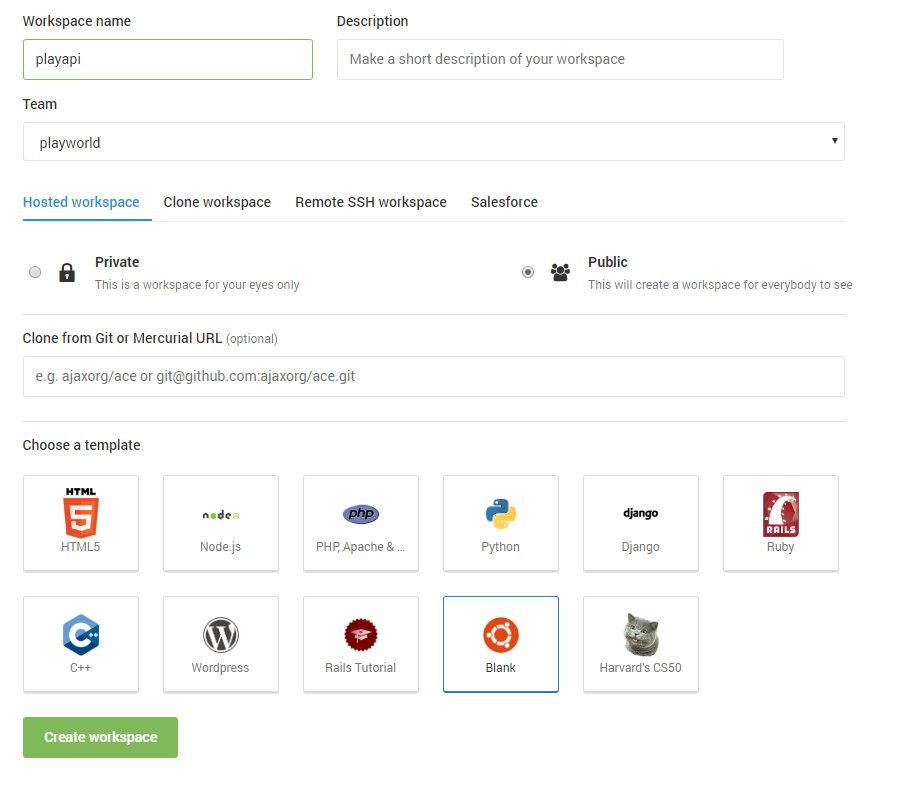 Workspace name
Description
playapi
Make a short description of your workspace
Team
playworld
Hosted workspace
Clone workspace
Remote SSH workspace
Salesforce
Private
This is a workspace for your eyes only
Public
This will create a workspace for everybody to see
Clone from Git or Mercurial URL (optional)
e.g. ajaxorg/ace or git@github.com:ajaxorg/ace.git
Choose a template
HTML
5
HTML5
node
Node.js
php
PHP, Apache & ...
Python
django
Django
RAILS
Ruby
C++
C++
W
Wordpress
Rails Tutorial
Blank
Harvard's CS50
Create workspace